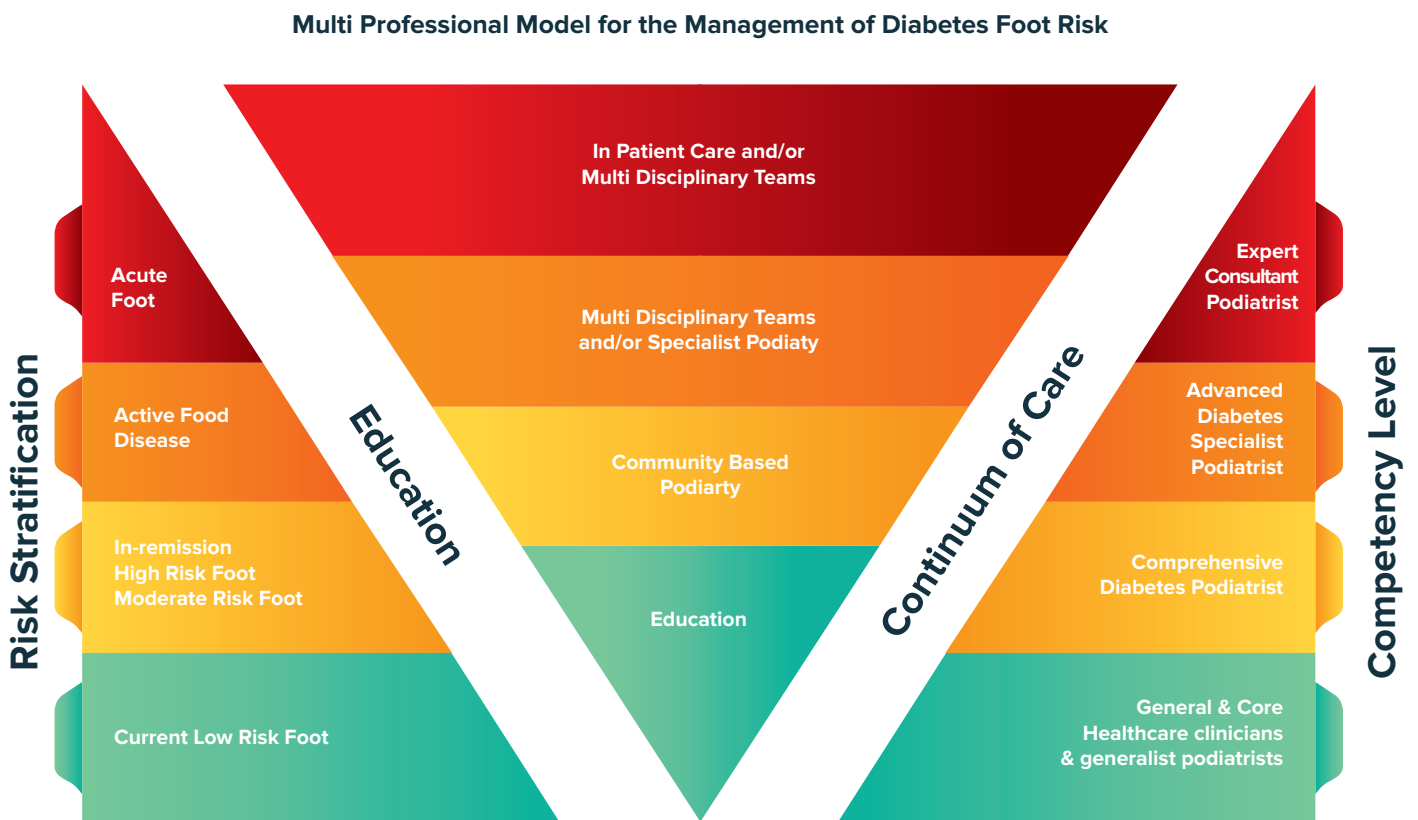 Multi Professional Model for the Management of Diabetes Foot Risk
Risk Stratification
Acute
Foot
Active Food
Disease
In-remission
High Risk Foot
Moderate Risk Foot
Current Low Risk Foot
Education
In Patient Care and/or
Multi Disciplinary Teams
Multi Disciplinary Teams
and/or Specialist Podiaty
Community Based
Podiarty
Education
Continuum of Care
Expert
Consultant
Podiatrist
Advanced
Diabetes
Specialist
Podiatrist
Comprehensive
Diabetes Podiatrist
General & Core
Healthcare clinicians
& generalist podiatrists
Competency Level